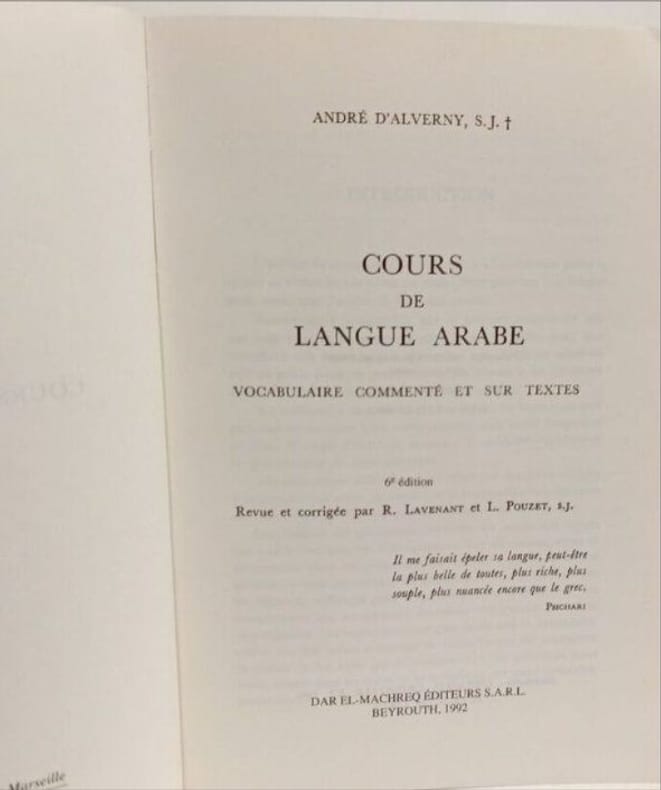 ANDRÉ D'ALVERNY, S.J. †
COURS
DE
LANGUE ARABE
VOCABULAIRE COMMENTÉ ET SUR TEXTES
6e édition
Revue et corrigée par R. LAVENANT et L. POUZET, S.J.
Il me faisait épeler sa langue, peut-être
la plus belle de toutes, plus riche, plus
souple, plus nuancée encore que le grec.
PSICHARI
DAR EL-MACHREQ ÉDITEURS S.A.R.L.
BEYROUTH, 1992
Marseille